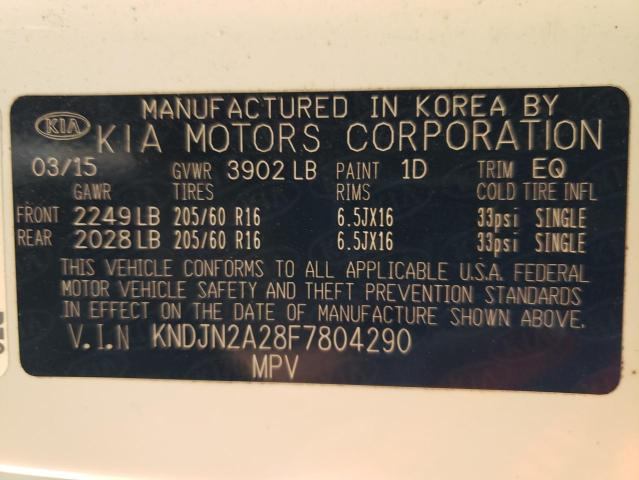 MANUFACTURED IN KOREA BY
KIA KIA MOTORS CORPORATION
03/15 GVWR 3902 LB PAINT 1D TRIM EQ
GAWR TIRES RIMS COLD TIRE INFL
FRONT 2249 LB 205/60 R16 6.5JX16 33psi SINGLE
REAR 2028 LB 205/60 R16 6.5JX16 33psi SINGLE
THIS VEHICLE CONFORMS TO ALL APPLICABLE U.S.A. FEDERAL
MOTOR VEHICLE SAFETY AND THEFT PREVENTION STANDARDS
IN EFFECT ON THE DATE OF MANUFACTURE SHOWN ABOVE.
V.I.N KNDJN2A28F7804290
MPV